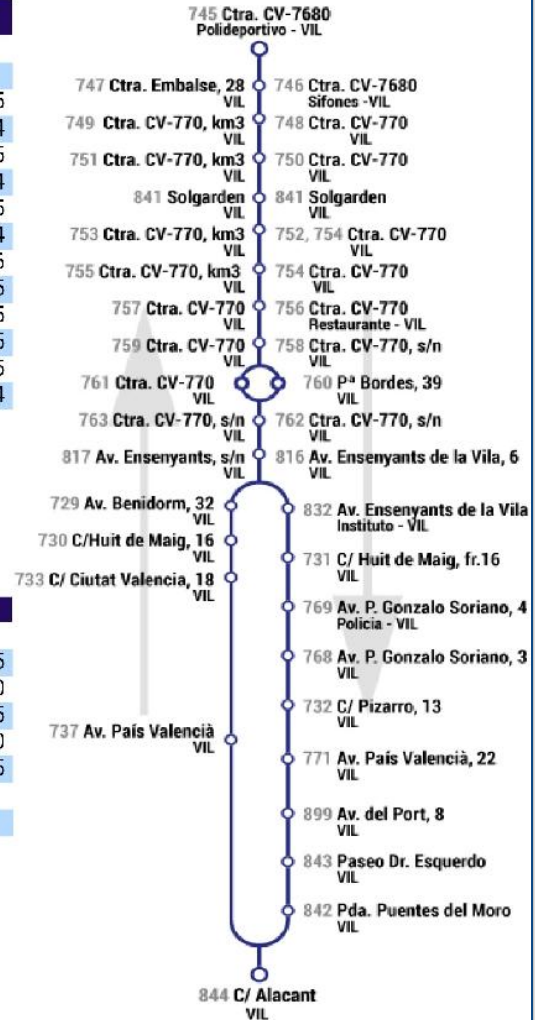 745 Ctra. CV-7680
Polideportivo - VIL
747 Ctra. Embalse, 28
VIL
746 Ctra. CV-7680
Sifones -VIL
749 Ctra. CV-770, km3
VIL
748 Ctra. CV-770
VIL
751 Ctra. CV-770, km3
VIL
750 Ctra. CV-770
VIL
841 Solgarden
VIL
841 Solgarden
VIL
753 Ctra. CV-770, km3
VIL
752, 754 Ctra. CV-770
VIL
755 Ctra. CV-770, km3
VIL
754 Ctra. CV-770
VIL
757 Ctra. CV-770
VIL
756 Ctra. CV-770
Restaurante - VIL
759 Ctra. CV-770
VIL
758 Ctra. CV-770, s/n
VIL
761 Ctra. CV-770
VIL
760 Pª Bordes, 39
VIL
763 Ctra. CV-770, s/n
VIL
762 Ctra. CV-770, s/n
VIL
817 Av. Ensenyants, s/n
VIL
816 Av. Ensenyants de la Vila, 6
VIL
729 Av. Benidorm, 32
VIL
832 Av. Ensenyants de la Vila
Instituto - VIL
730 C/Huit de Maig, 16
VIL
731 C/ Huit de Maig, fr.16
VIL
733 C/ Ciutat Valencia, 18
VIL
769 Av. P. Gonzalo Soriano, 4
Policia - VIL
768 Av. P. Gonzalo Soriano, 3
VIL
732 C/ Pizarro, 13
VIL
737 Av. País Valencià
VIL
771 Av. País Valencià, 22
VIL
899 Av. del Port, 8
VIL
843 Paseo Dr. Esquerdo
VIL
842 Pda. Puentes del Moro
VIL
844 C/ Alacant
VIL